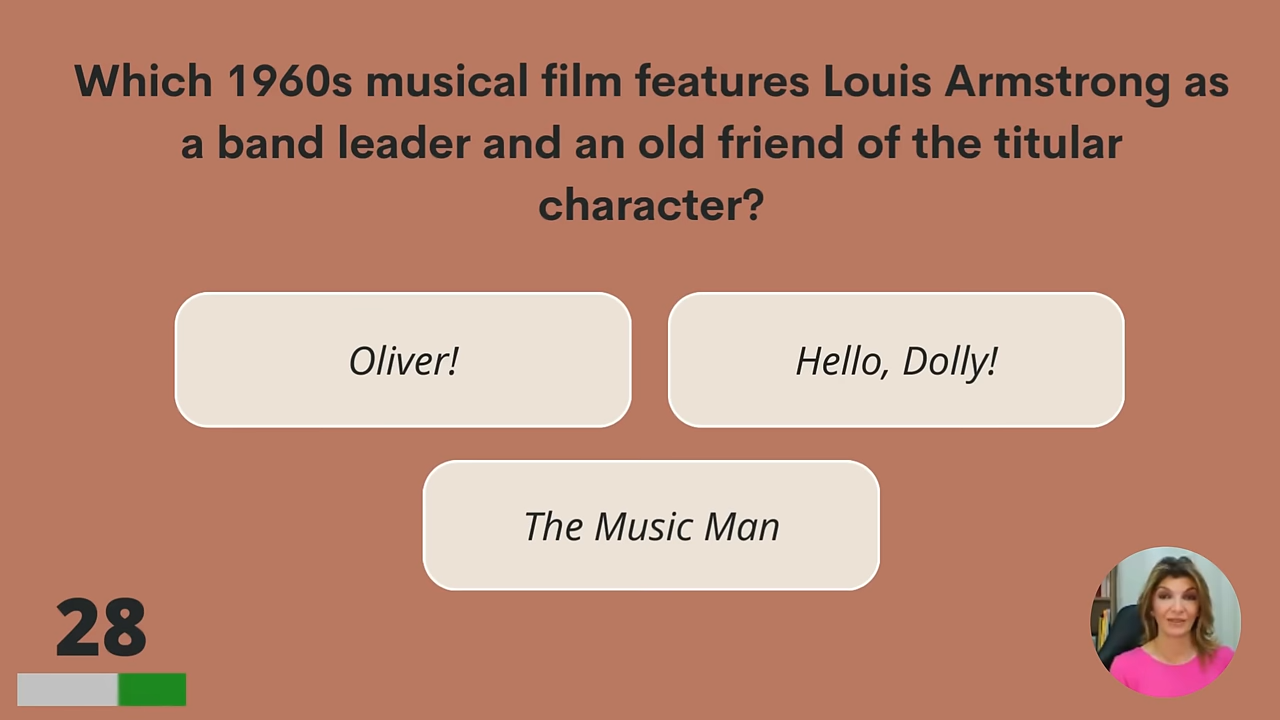 Which 1960s musical film features Louis Armstrong as
a band leader and an old friend of the titular
character?
Oliver!
Hello, Dolly!
The Music Man
28